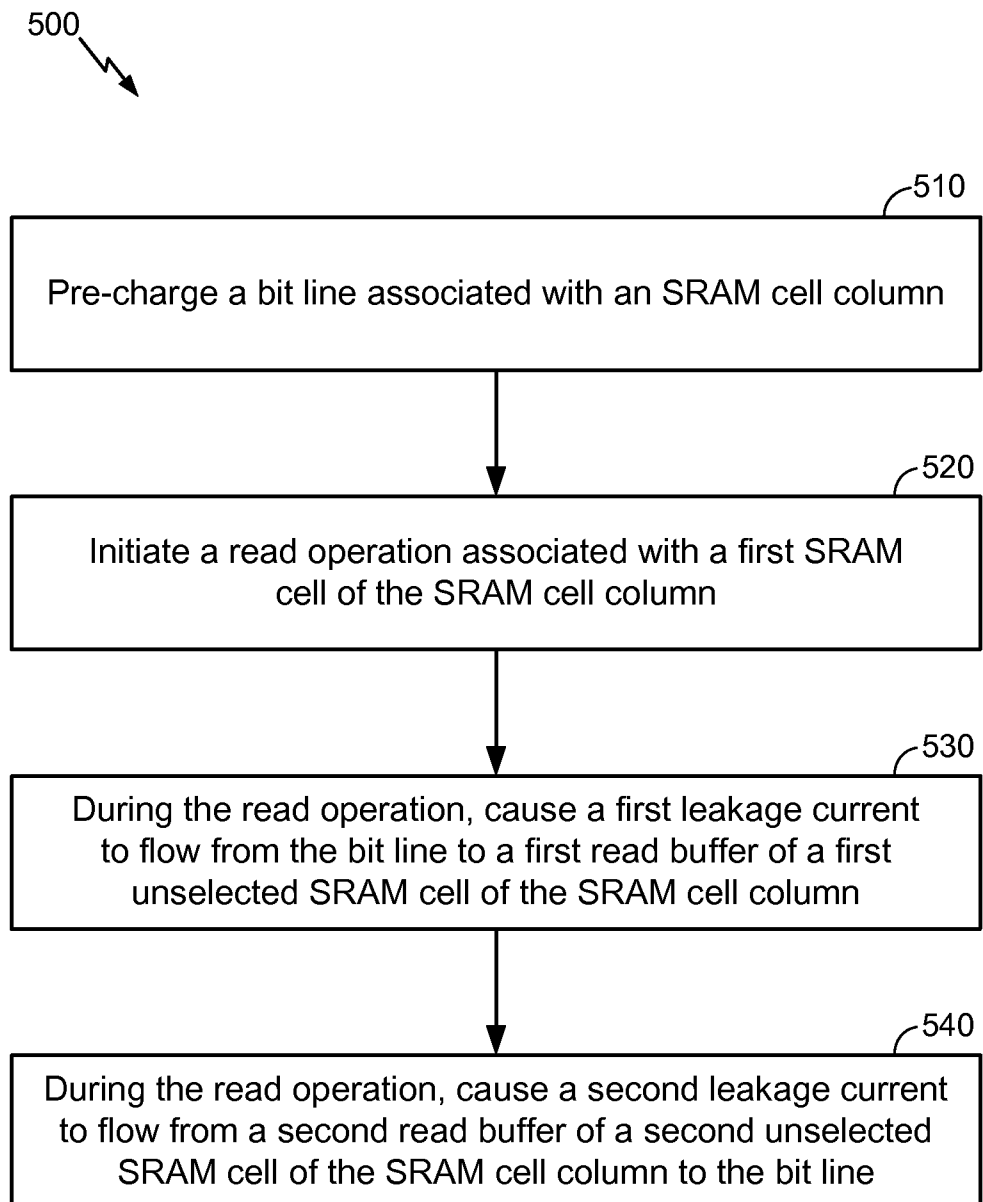 500
510
Pre-charge a bit line associated with an SRAM cell column
520
Initiate a read operation associated with a first SRAM
cell of the SRAM cell column
530
During the read operation, cause a first leakage current
to flow from the bit line to a first read buffer of a first
unselected SRAM cell of the SRAM cell column
540
During the read operation, cause a second leakage current
to flow from a second read buffer of a second unselected
SRAM cell of the SRAM cell column to the bit line